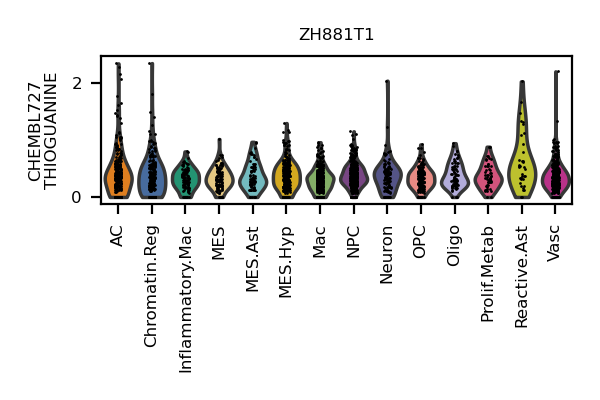 ZH881T1
CHEMBL727
THIOGUANINE
2
0
AC
Chromatin.Reg
Inflammatory.Mac
MES
MES.Ast
MES.Hyp
Mac
NPC
Neuron
OPC
Oligo
Prolif.Metab
Reactive.Ast
Vasc